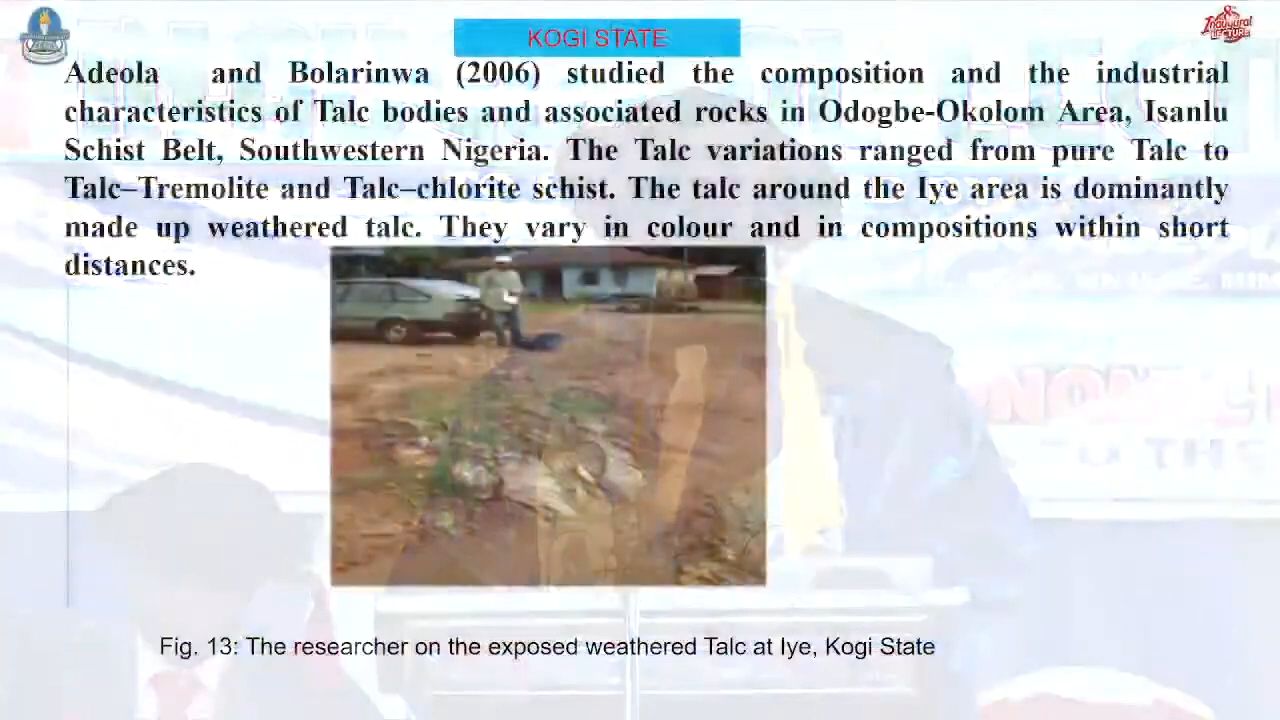 KOGI STATE
Inaugural
LECTURE
Adeola and Bolarinwa (2006) studied the composition and the industrial
characteristics of Talc bodies and associated rocks in Odogbe-Okolom Area, Isanlu
Schist Belt, Southwestern Nigeria. The Talc variations ranged from pure Talc to
Talc–Tremolite and Talc–chlorite schist. The talc around the Iye area is dominantly
made up weathered talc. They vary in colour and in compositions within short
distances.
Fig. 13: The researcher on the exposed weathered Talc at Iye, Kogi State